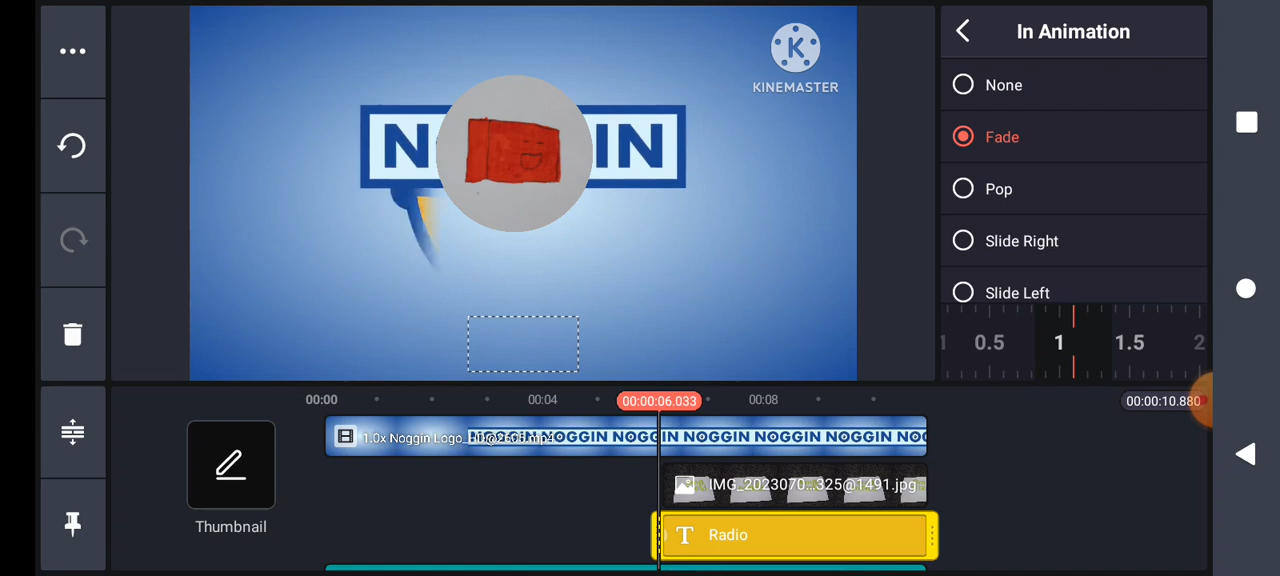 In Animation
None
Fade
Pop
Slide Right
Slide Left
0.5 1 1.5 2
KINEMASTER
N IN
00:00 00:04 00:00:06.033 00:08 00:00:10.880
1.0x Noggin Logo_
NOGGIN NOGGIN NOGGIN NOGGIN NOGGIN
IMG_2023070...325@1491.jpg
T Radio
Thumbnail